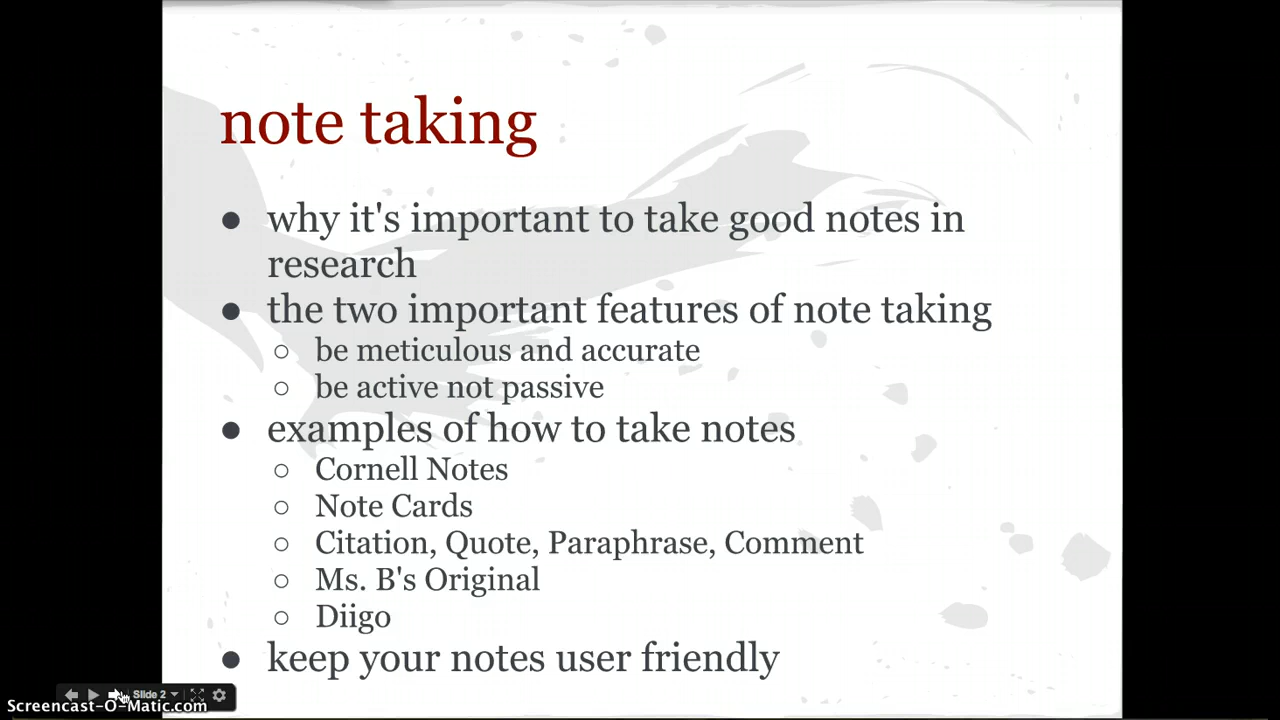 note taking
● why it's important to take good notes in
research
● the two important features of note taking
○ be meticulous and accurate
○ be active not passive
● examples of how to take notes
○ Cornell Notes
○ Note Cards
○ Citation, Quote, Paraphrase, Comment
○ Ms. B's Original
○ Diigo
● keep your notes user friendly
Slide 2
Screencast-O-Matic.com